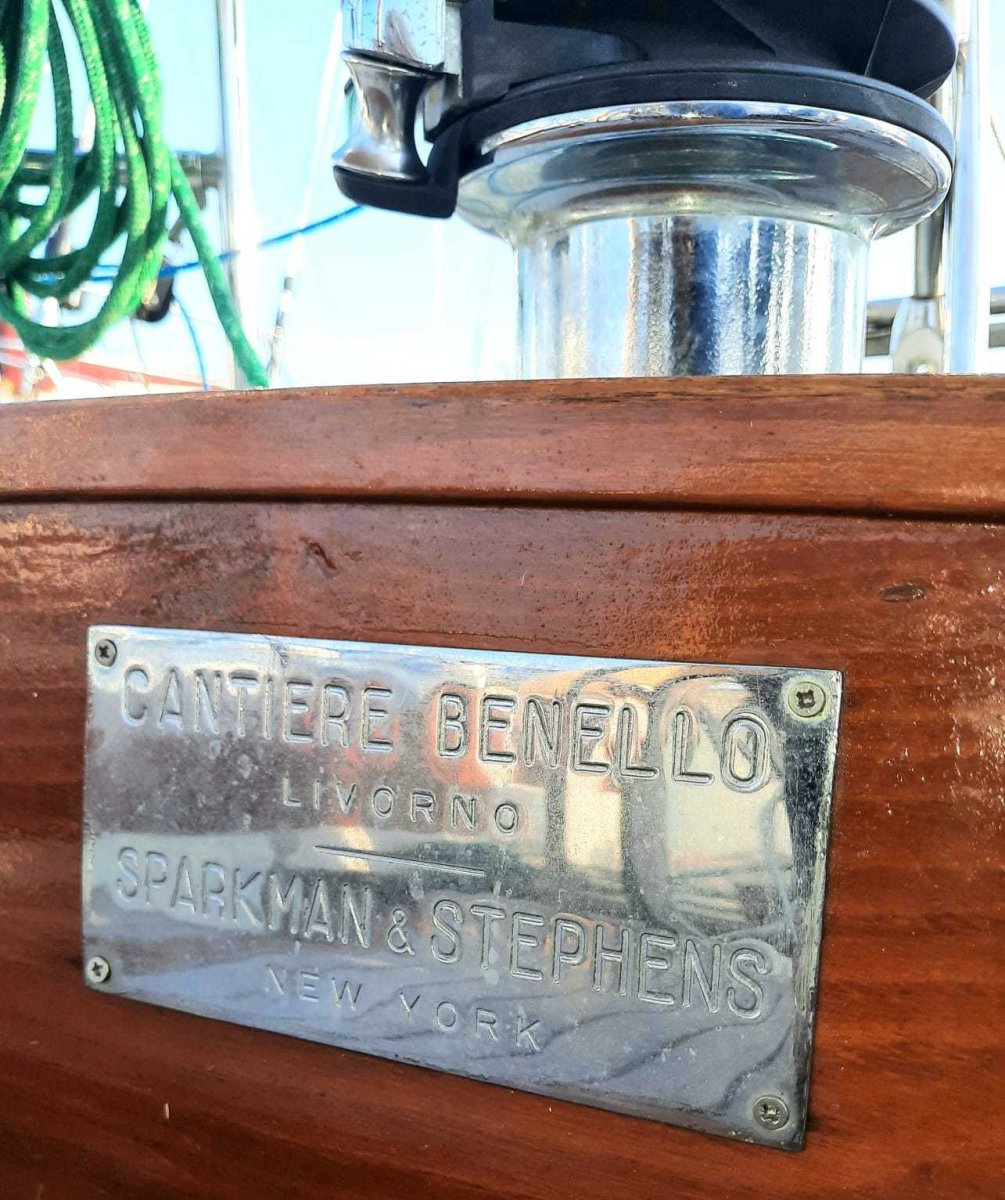 CANTIERE BENELLO
LIVORNO
SPARKMAN & STEPHENS
NEW YORK